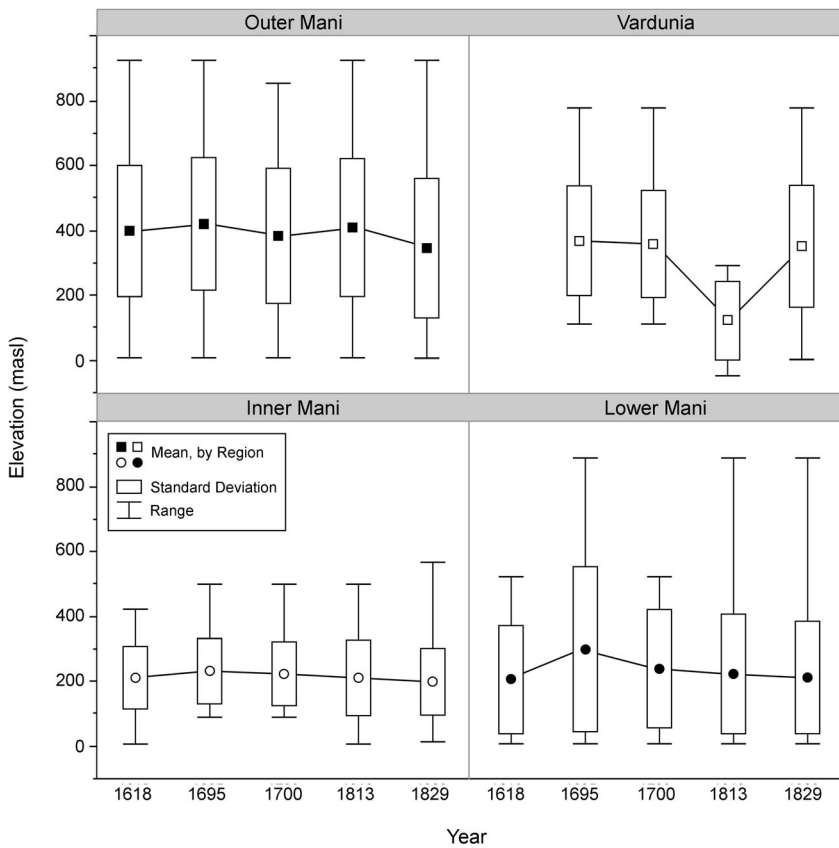 Outer Mani
Vardunia
800
600
400
200
0
Elevation (masl)
Inner Mani
Lower Mani
Mean, by Region
Standard Deviation
Range
800
600
400
200
0
1618
1695
1700
1813
1829
1618
1695
1700
1813
1829
Year